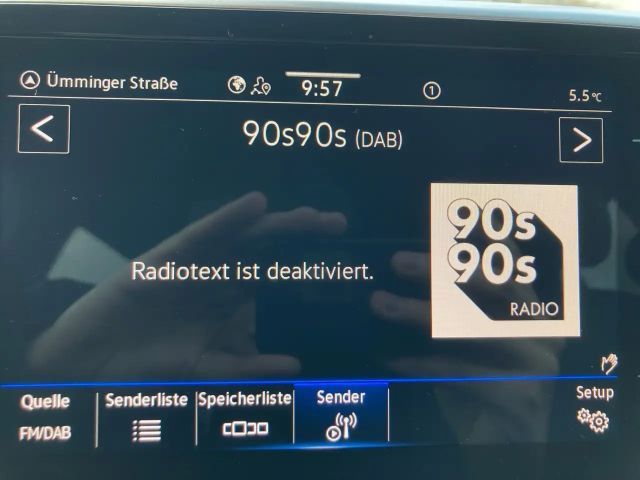 Ümminger Straße
9:57
1
5.5°C
<
90s90s (DAB)
>
90s
90s
RADIO
Radiotext ist deaktiviert.
Quelle
FM/DAB
Senderliste
Speicherliste
Sender
Setup